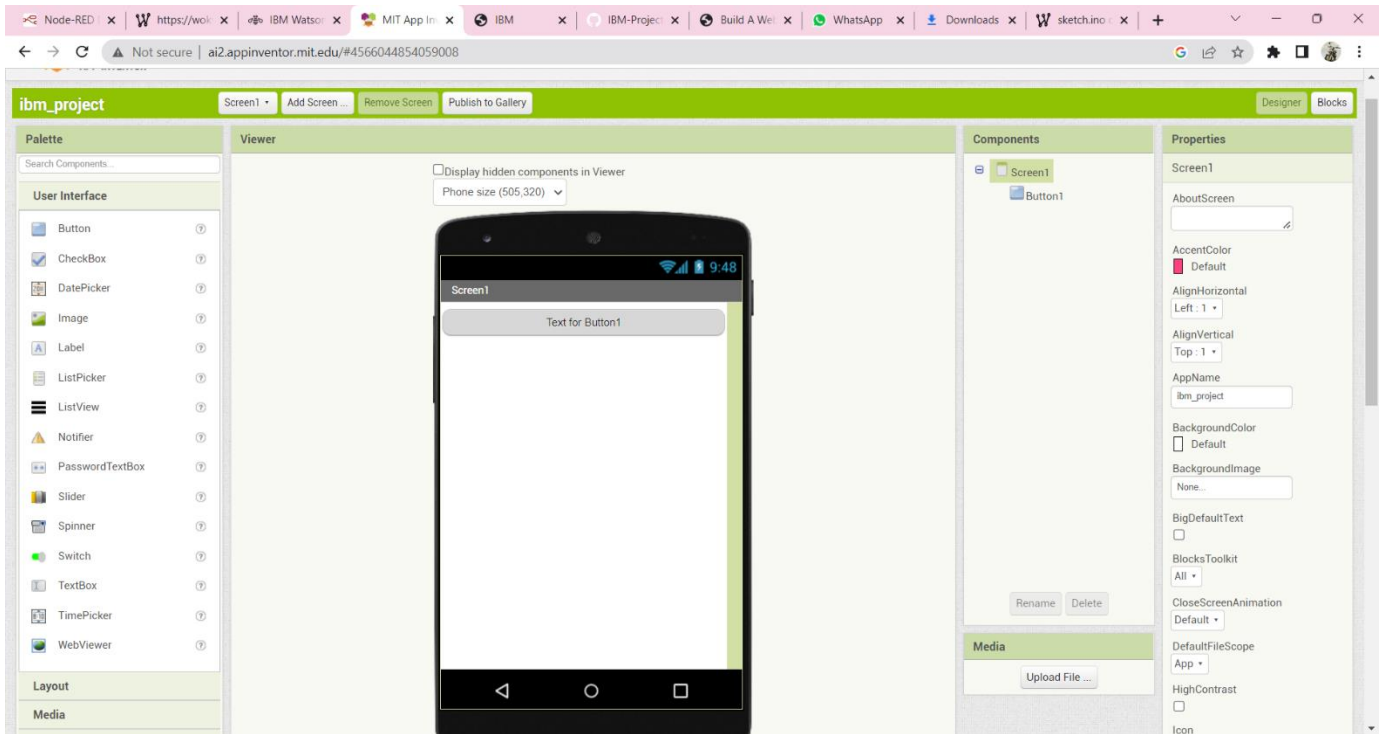 Node-RED
https://wok
IBM Watson
MIT App In
IBM
IBM-Project
Build A We
WhatsApp
Downloads
sketch.ino
Not secure | ai2.appinventor.mit.edu/#4566044854059008
ibm_project
Screen1
Add Screen ...
Remove Screen
Publish to Gallery
Designer
Blocks
Palette
Search Components...
User Interface
Button
CheckBox
DatePicker
Image
Label
ListPicker
ListView
Notifier
PasswordTextBox
Slider
Spinner
Switch
TextBox
TimePicker
WebViewer
Layout
Media
Viewer
Display hidden components in Viewer
Phone size (505,320)
9:48
Screen1
Text for Button1
Components
Screen1
Button1
Rename
Delete
Media
Upload File ...
Properties
Screen1
AboutScreen
AccentColor
Default
AlignHorizontal
Left : 1
AlignVertical
Top : 1
AppName
ibm_project
BackgroundColor
Default
BackgroundImage
None...
BigDefaultText
BlocksToolkit
All
CloseScreenAnimation
Default
DefaultFileScope
App
HighContrast
Icon